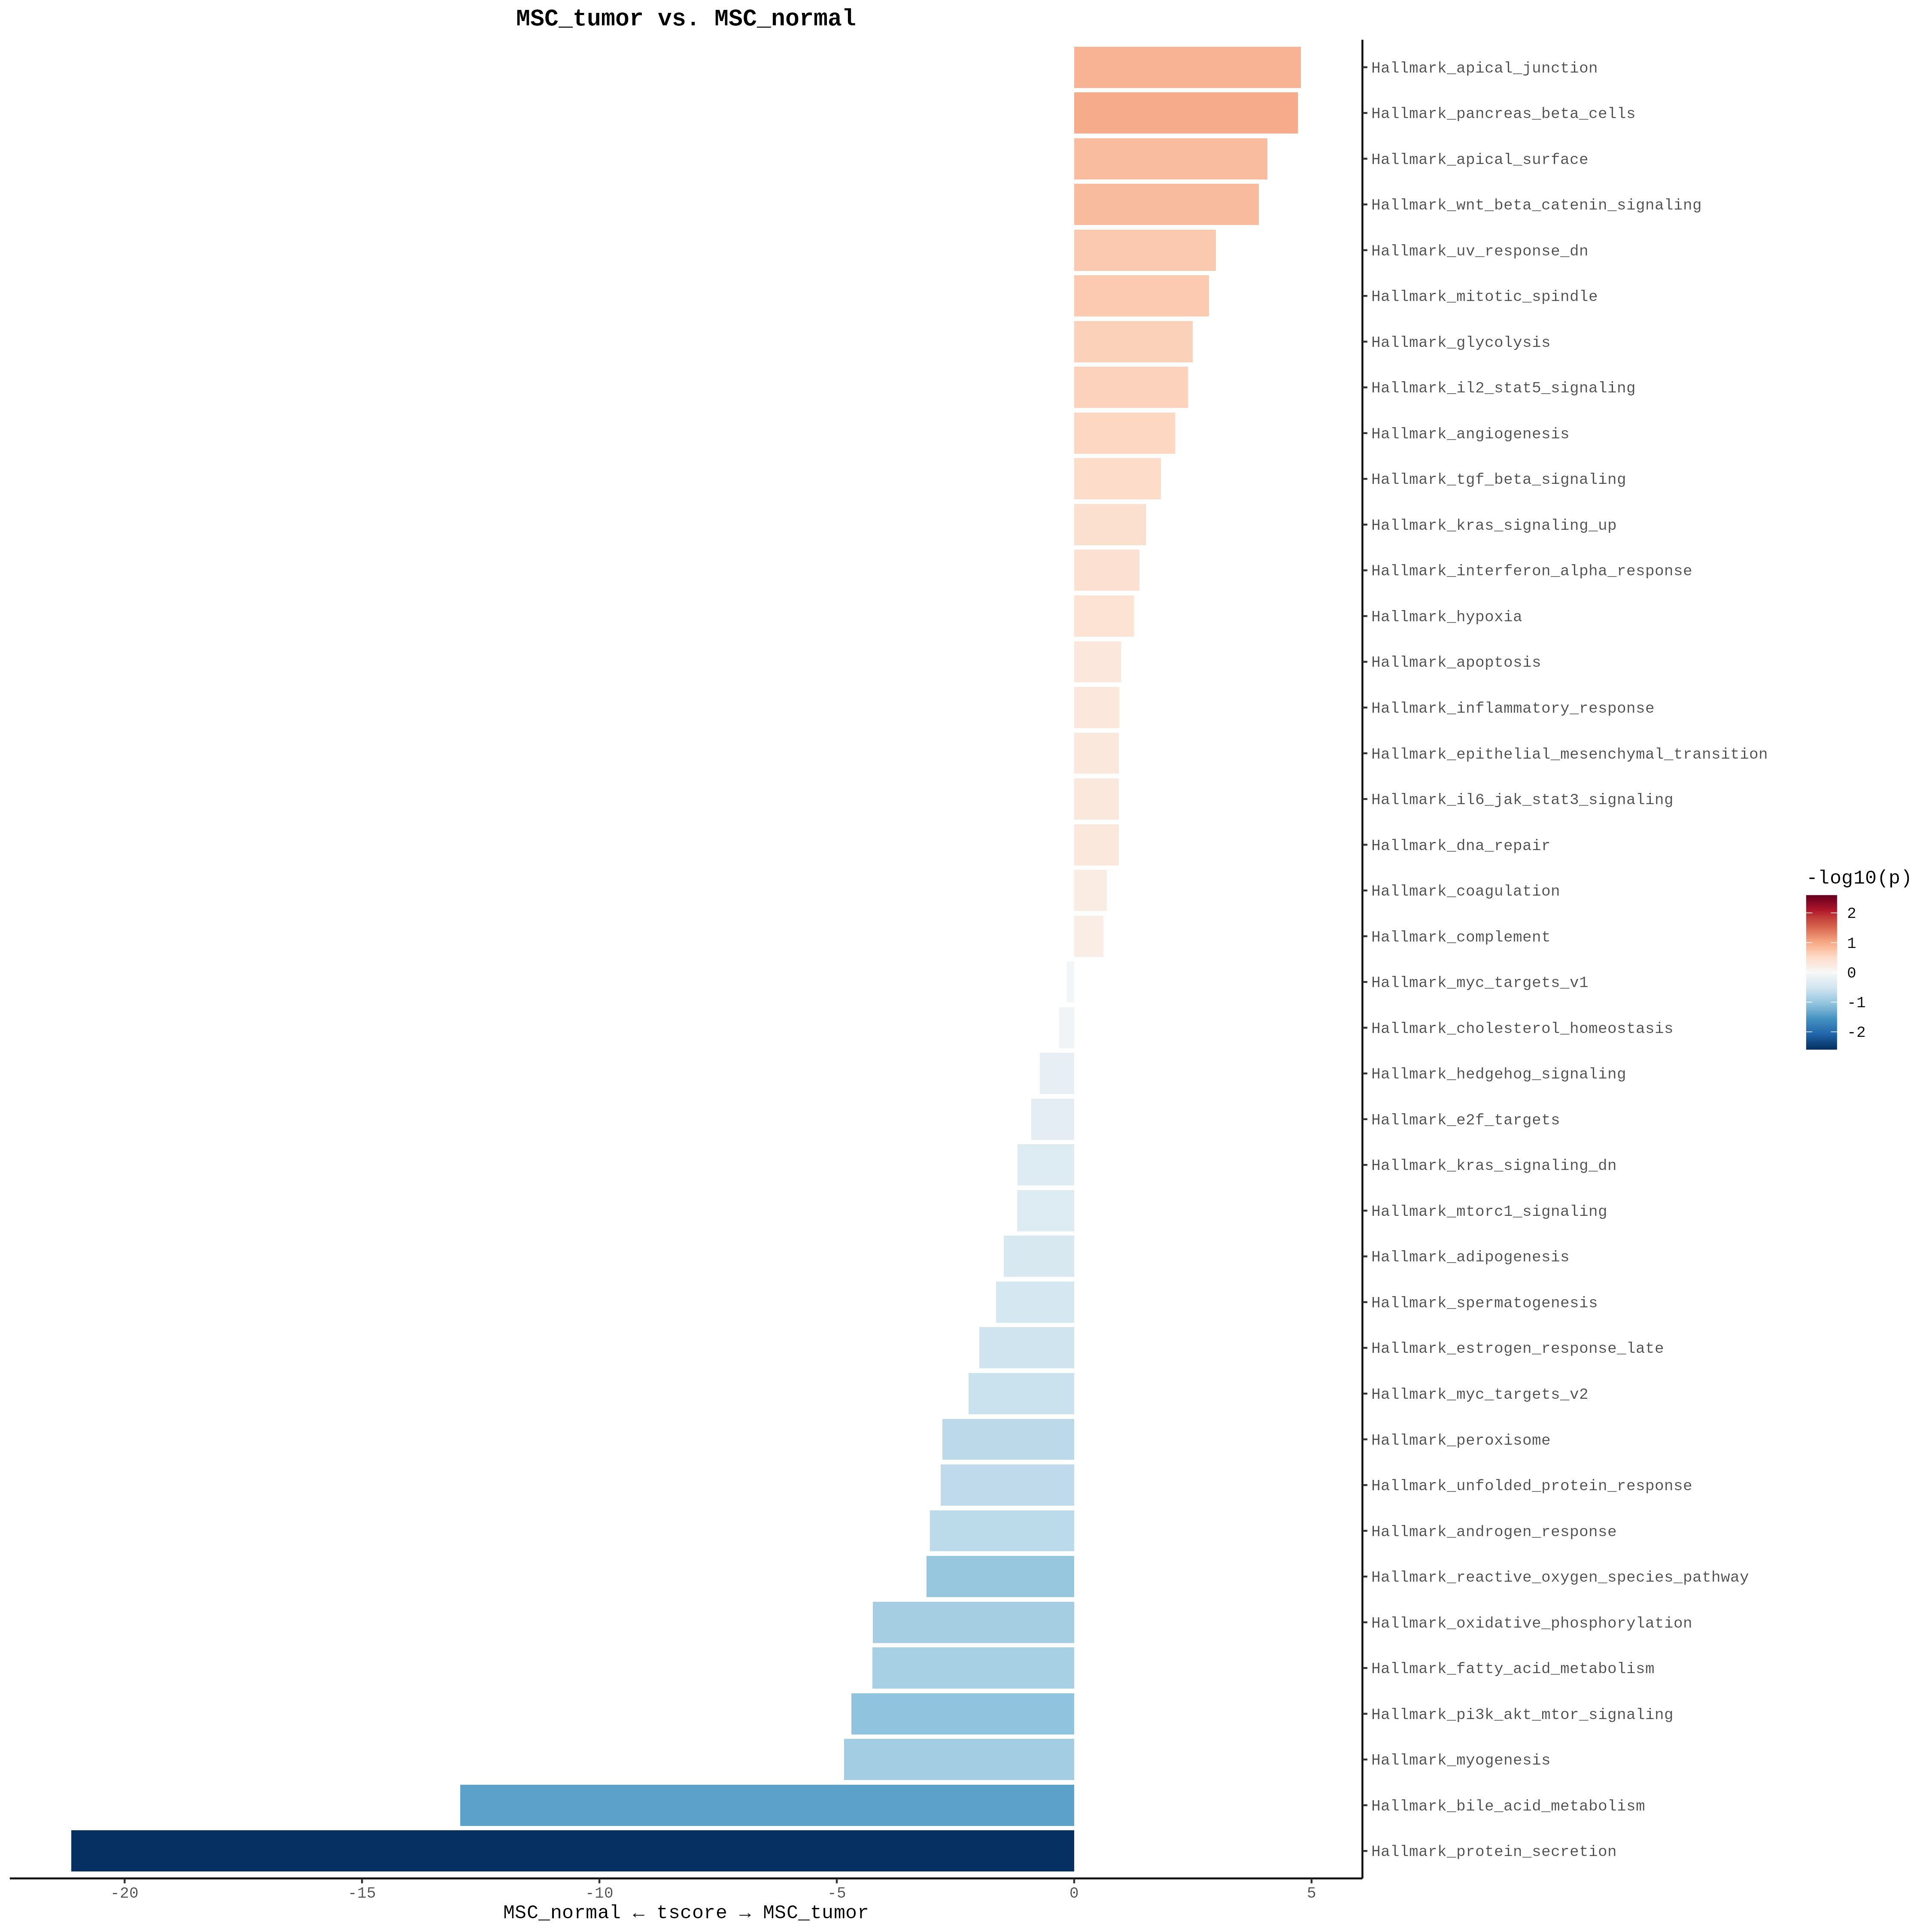 MSC_tumor vs. MSC_normal
Hallmark_apical_junction
Hallmark_pancreas_beta_cells
Hallmark_apical_surface
Hallmark_wnt_beta_catenin_signaling
Hallmark_uv_response_dn
Hallmark_mitotic_spindle
Hallmark_glycolysis
Hallmark_il2_stat5_signaling
Hallmark_angiogenesis
Hallmark_tgf_beta_signaling
Hallmark_kras_signaling_up
Hallmark_interferon_alpha_response
Hallmark_hypoxia
Hallmark_apoptosis
Hallmark_inflammatory_response
Hallmark_epithelial_mesenchymal_transition
Hallmark_il6_jak_stat3_signaling
Hallmark_dna_repair
Hallmark_coagulation
Hallmark_complement
Hallmark_myc_targets_v1
Hallmark_cholesterol_homeostasis
Hallmark_hedgehog_signaling
Hallmark_e2f_targets
Hallmark_kras_signaling_dn
Hallmark_mtorc1_signaling
Hallmark_adipogenesis
Hallmark_spermatogenesis
Hallmark_estrogen_response_late
Hallmark_myc_targets_v2
Hallmark_peroxisome
Hallmark_unfolded_protein_response
Hallmark_androgen_response
Hallmark_reactive_oxygen_species_pathway
Hallmark_oxidative_phosphorylation
Hallmark_fatty_acid_metabolism
Hallmark_pi3k_akt_mtor_signaling
Hallmark_myogenesis
Hallmark_bile_acid_metabolism
Hallmark_protein_secretion
-log10(p)
2
1
0
-1
-2
-20 -15 -10 -5 0 5
MSC_normal ← tscore → MSC_tumor